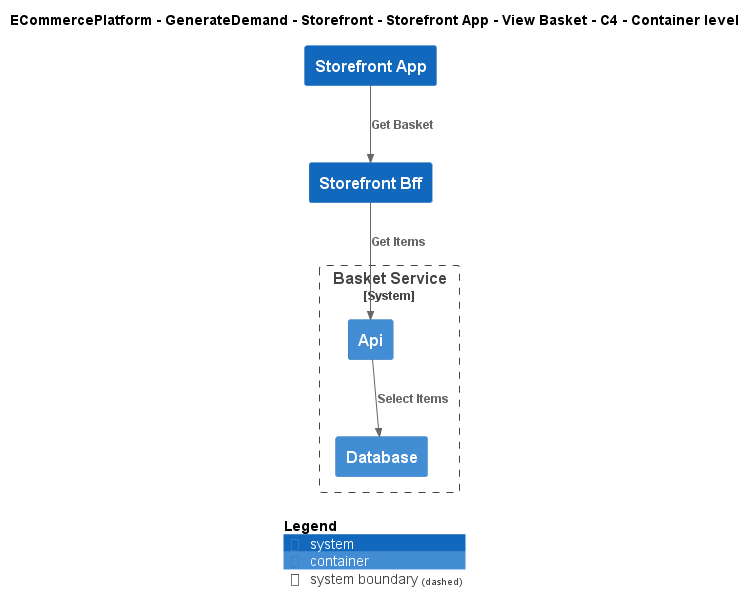 ECommercePlatform - GenerateDemand - Storefront - Storefront App - View Basket - C4 - Container level
Storefront App
Get Basket
Storefront Bff
Get Items
Basket Service
[System]
Api
Select Items
Database
Legend
system
container
system boundary (dashed)